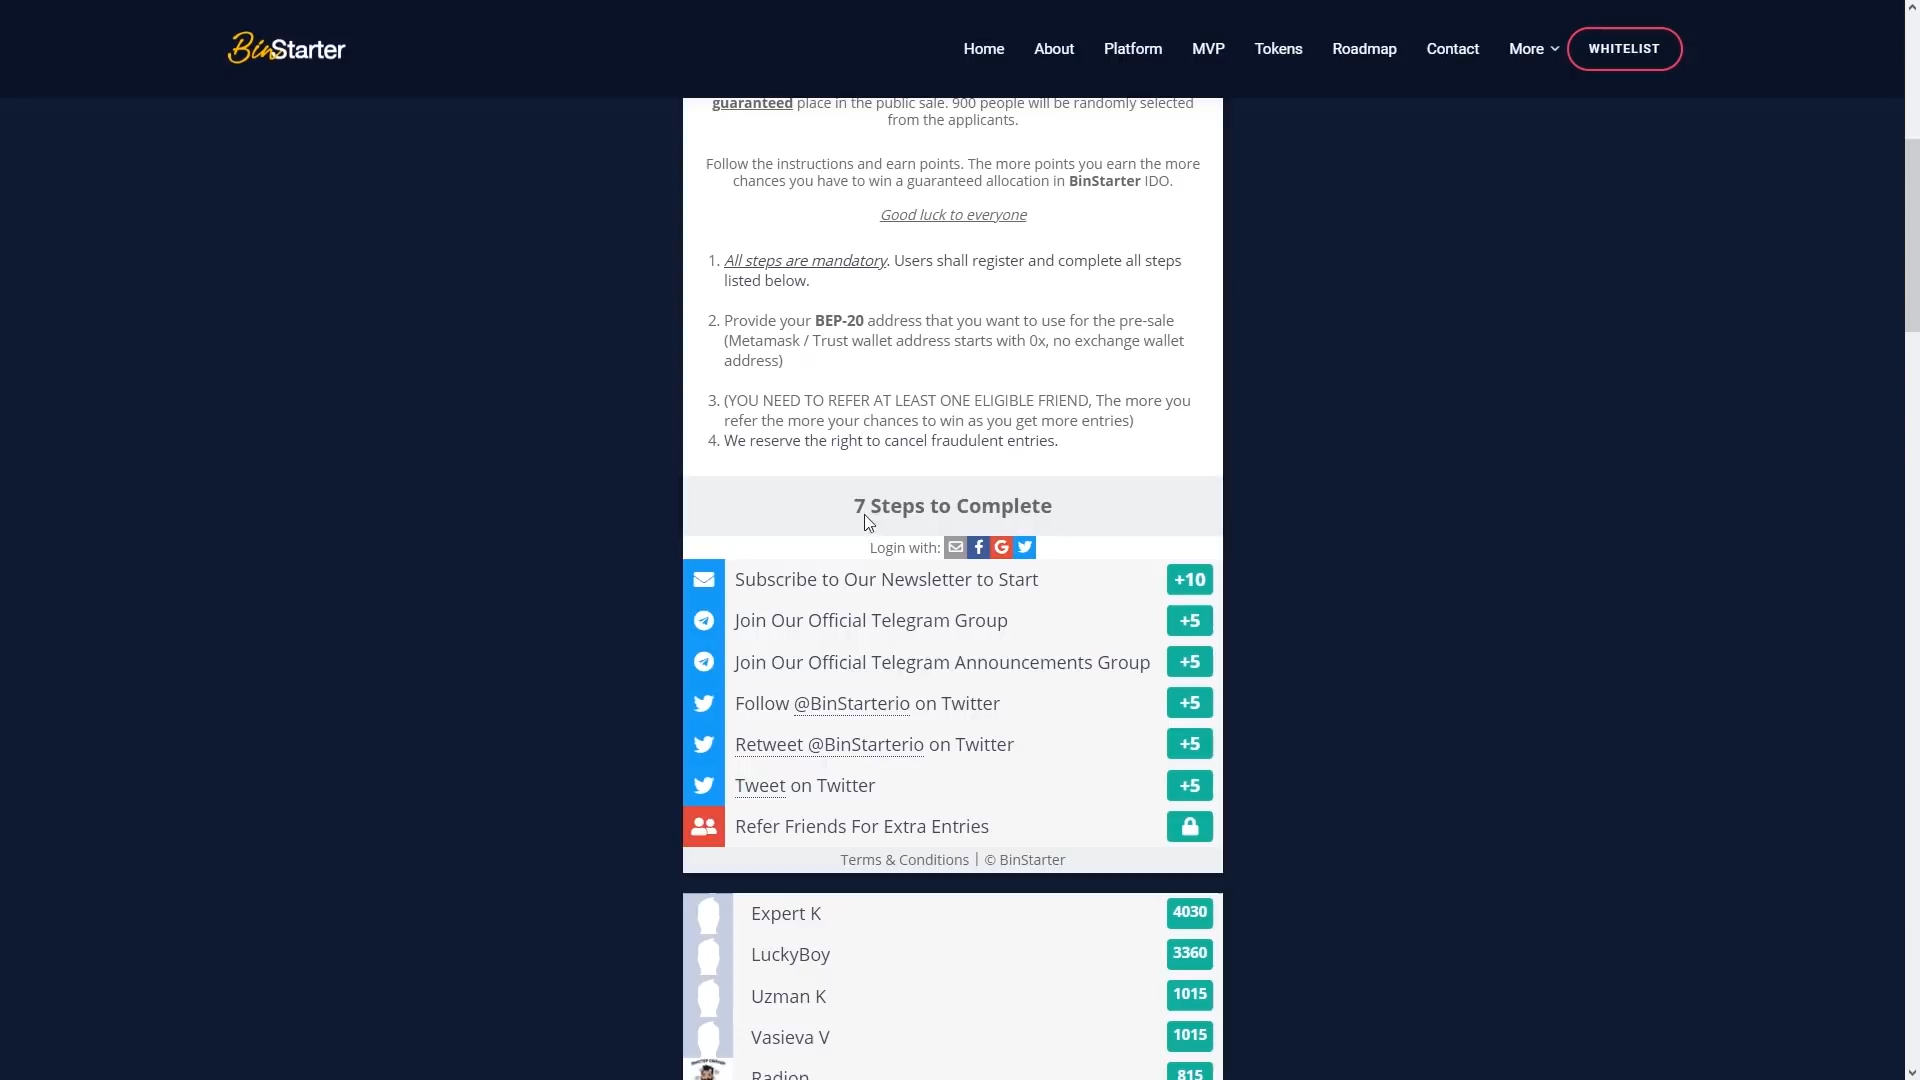 BinStarter
Home About Platform MVP Tokens Roadmap Contact More WHITELIST
guaranteed place in the public sale. 900 people will be randomly selected
from the applicants.
Follow the instructions and earn points. The more points you earn the more
chances you have to win a guaranteed allocation in BinStarter IDO.
Good luck to everyone
1. All steps are mandatory. Users shall register and complete all steps
listed below.
2. Provide your BEP-20 address that you want to use for the pre-sale
(Metamask / Trust wallet address starts with 0x, no exchange wallet
address)
3. (YOU NEED TO REFER AT LEAST ONE ELIGIBLE FRIEND, The more you
refer the more your chances to win as you get more entries)
4. We reserve the right to cancel fraudulent entries.
7 Steps to Complete
Login with:
Subscribe to Our Newsletter to Start +10
Join Our Official Telegram Group +5
Join Our Official Telegram Announcements Group +5
Follow @BinStarterio on Twitter +5
Retweet @BinStarterio on Twitter +5
Tweet on Twitter +5
Refer Friends For Extra Entries
Terms & Conditions | © BinStarter
Expert K 4030
LuckyBoy 3360
Uzman K 1015
Vasieva V 1015
Radion 815